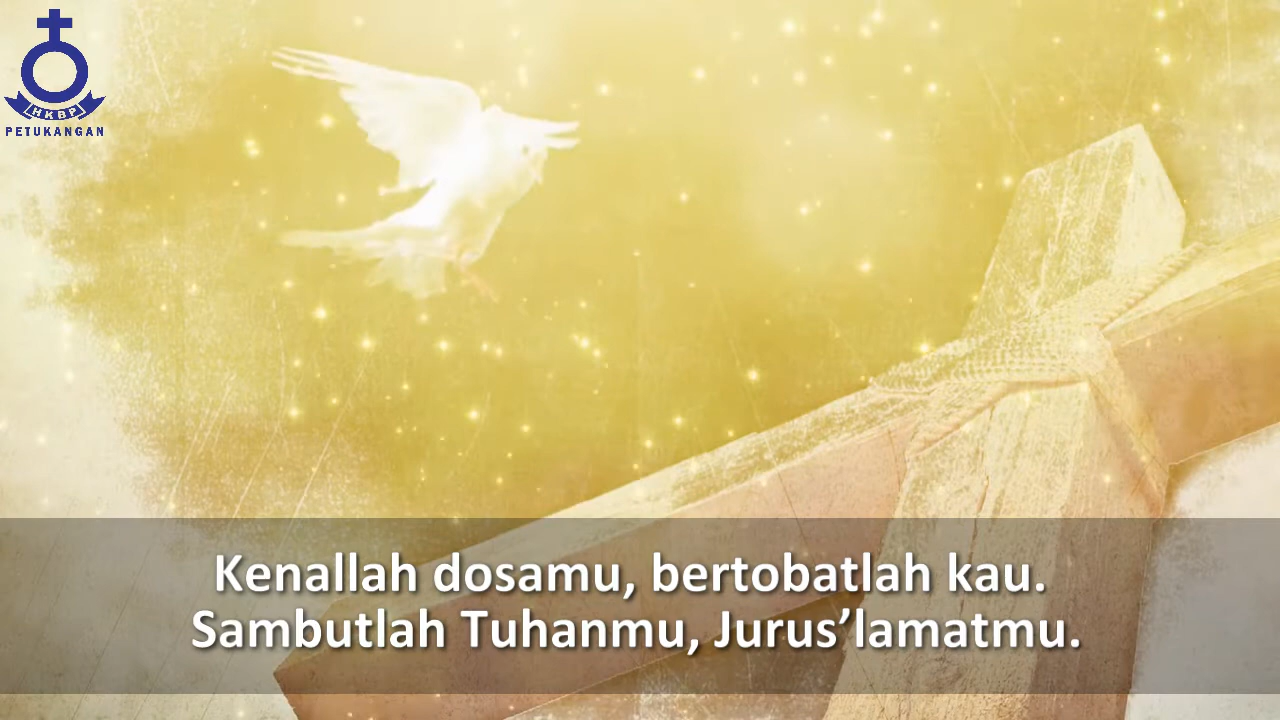 HKBP
PETUKANGAN
Kenallah dosamu, bertobatlah kau.
Sambutlah Tuhanmu, Jurus’lamatmu.